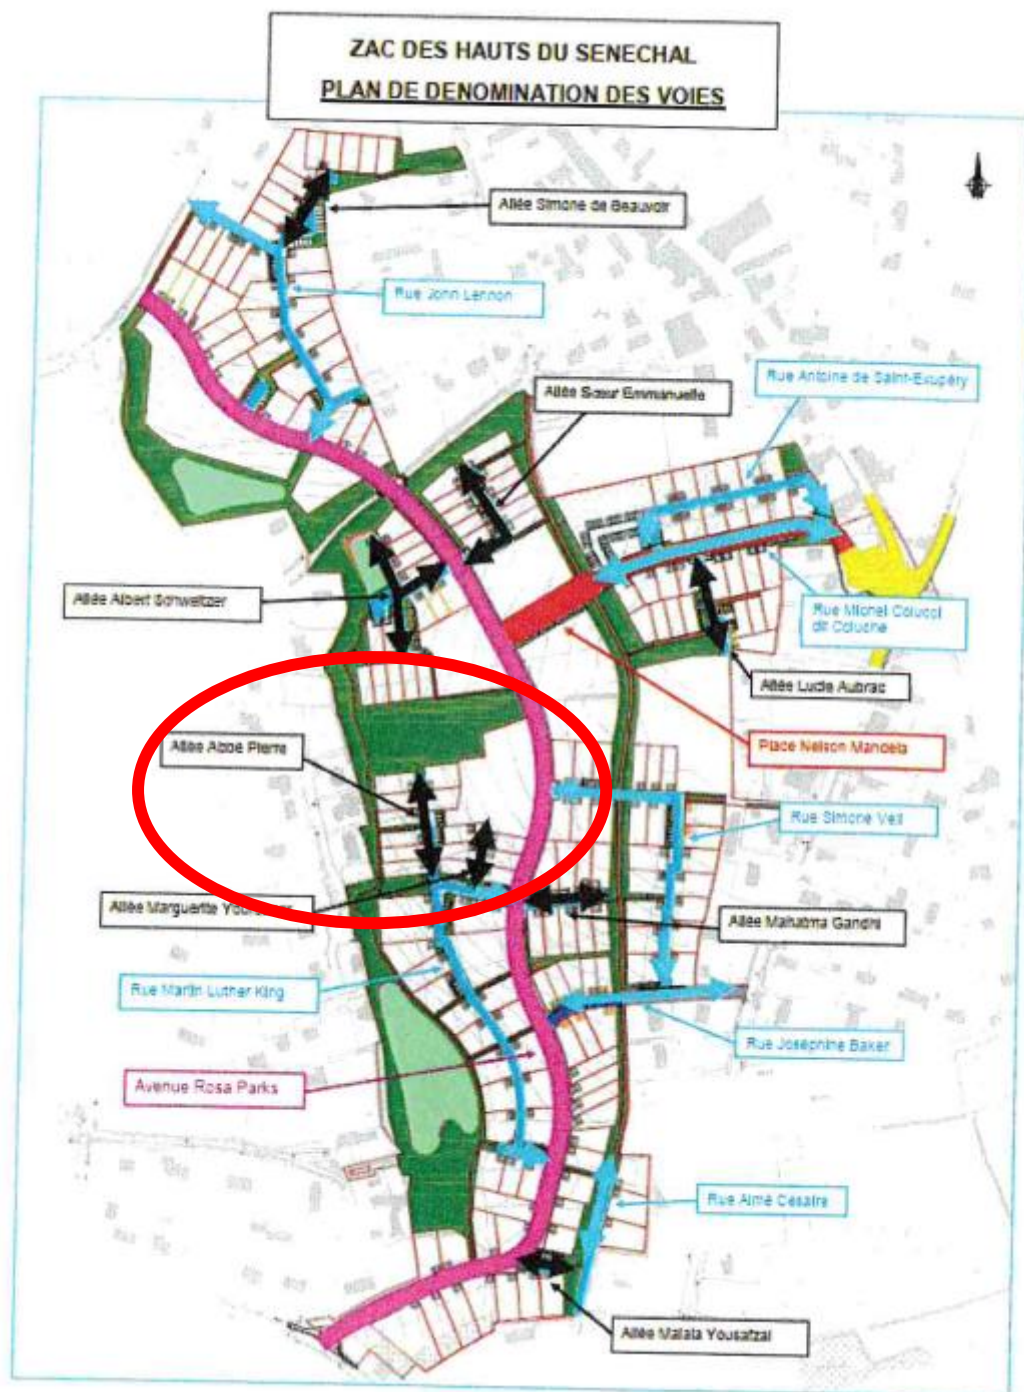 ZAC DES HAUTS DU SENECHAL
PLAN DE DENOMINATION DES VOIES
Allée Simone de Beauvoir
Rue John Lennon
Rue Antoine de Saint-Exupéry
Allée Sœur Emmanuelle
Allée Albert Schweitzer
Rue Michel Colucci
dit Coluche
Allée Lucie Aubrac
Allée Abbé Pierre
Place Nelson Mandela
Rue Simone Veil
Allée Marguerite
Allée Mahatma Gandhi
Rue Martin Luther King
Rue Joséphine Baker
Avenue Rosa Parks
Rue Aimé Césaire
Allée Malala Yousafzai